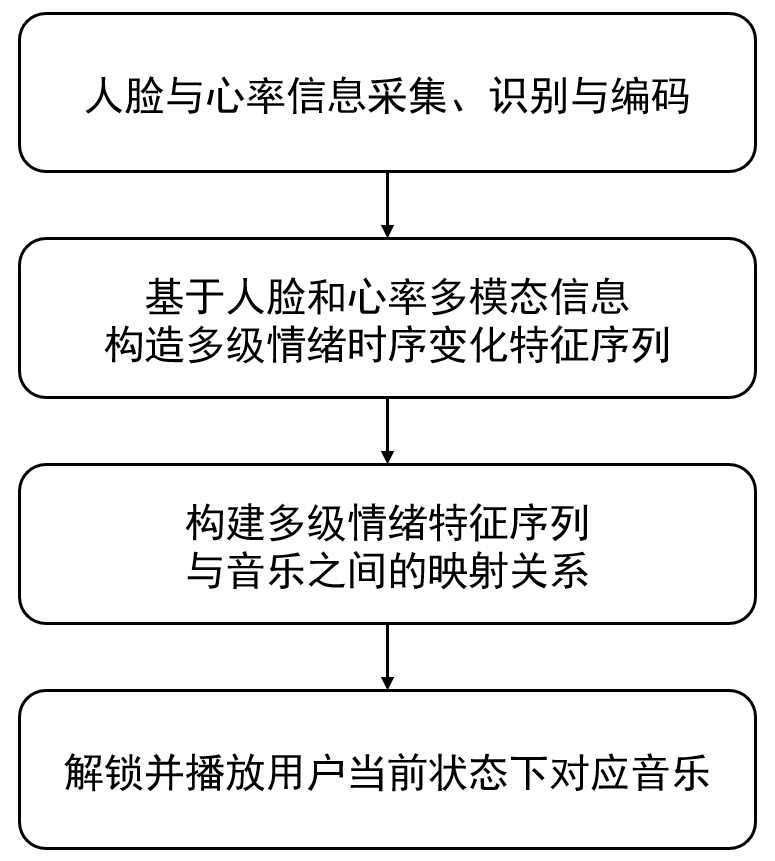 人脸与心率信息采集、识别与编码
基于人脸和心率多模态信息
构造多级情绪时序变化特征序列
构建多级情绪特征序列
与音乐之间的映射关系
解锁并播放用户当前状态下对应音乐